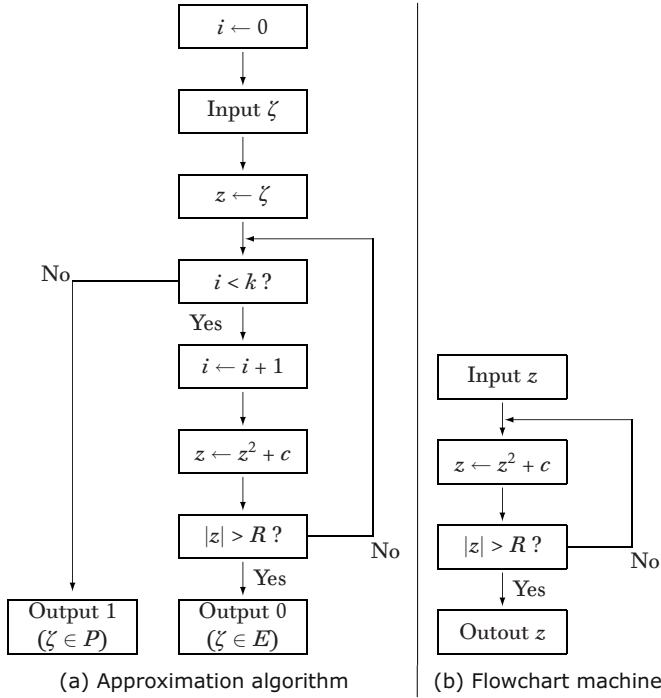 i ← 0
Input ζ
z ← ζ
No
i < k ?
Yes
i ← i + 1
z ← z² + c
|z| > R ?
No
Yes
Output 1
(ζ ∈ P)
Output 0
(ζ ∈ E)
(a) Approximation algorithm
Input z
z ← z² + c
|z| > R ?
No
Yes
Outout z
(b) Flowchart machine